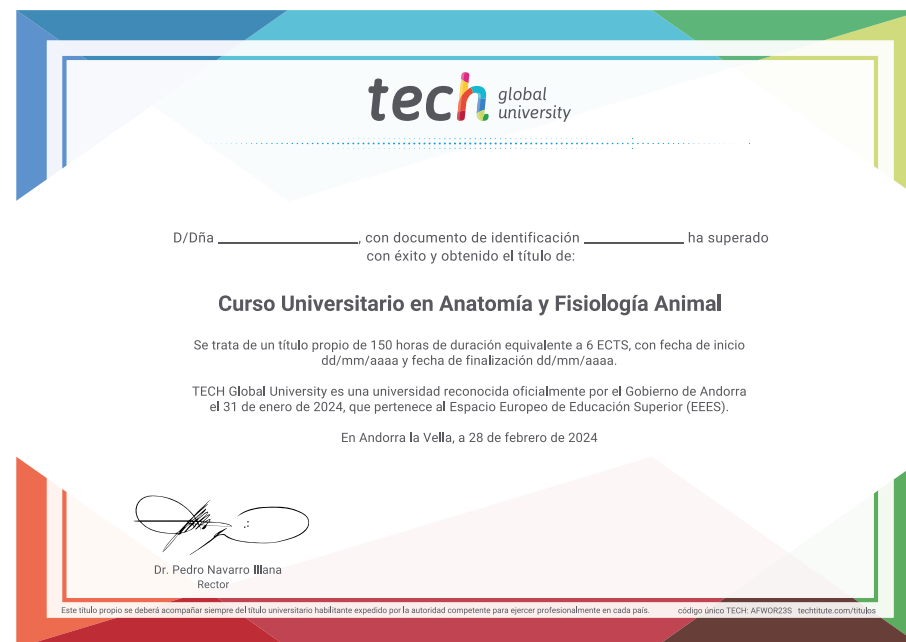 tech global university
D/Dña ____________, con documento de identificación ____________ ha superado
con éxito y obtenido el título de:
Curso Universitario en Anatomía y Fisiología Animal
Se trata de un título propio de 150 horas de duración equivalente a 6 ECTS, con fecha de inicio
dd/mm/aaaa y fecha de finalización dd/mm/aaaa.
TECH Global University es una universidad reconocida oficialmente por el Gobierno de Andorra
el 31 de enero de 2024, que pertenece al Espacio Europeo de Educación Superior (EEES).
En Andorra la Vella, a 28 de febrero de 2024
Dr. Pedro Navarro Illana
Rector
Este título propio se deberá acompañar siempre del título universitario habilitante expedido por la autoridad competente para ejercer profesionalmente en cada país. código único TECH: AFWOR23S techtitute.com/titulos